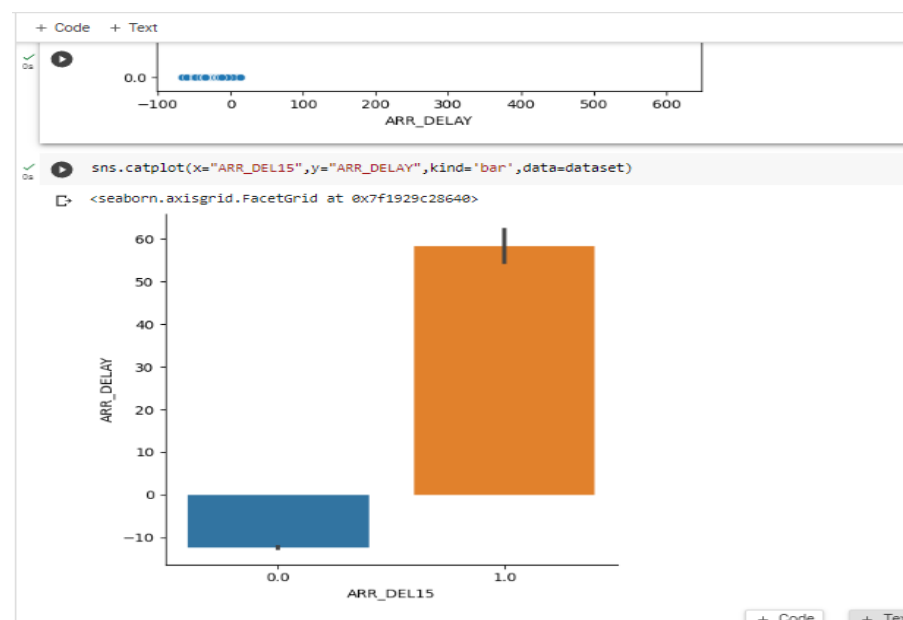 + Code + Text
0s
0.0
−100 0 100 200 300 400 500 600
ARR_DELAY
0s
sns.catplot(x="ARR_DEL15",y="ARR_DELAY",kind='bar',data=dataset)
<seaborn.axisgrid.FacetGrid at 0x7f1929c28640>
60
50
40
30
20
10
0
−10
ARR_DELAY
0.0 1.0
ARR_DEL15
+ Code